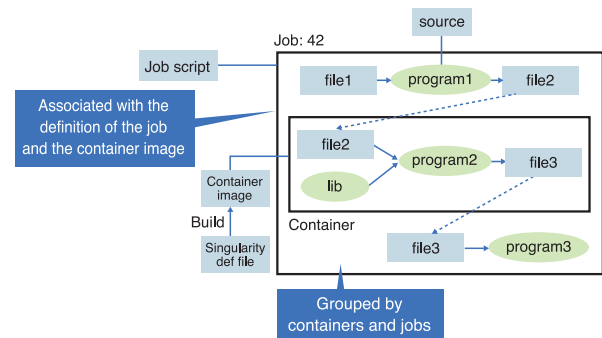 source
Job: 42
Job script
file1
program1
file2
Associated with the
definition of the job
and the container image
file2
program2
file3
lib
Container
image
Container
Build
Singularity
def file
file3
program3
Grouped by
containers and jobs